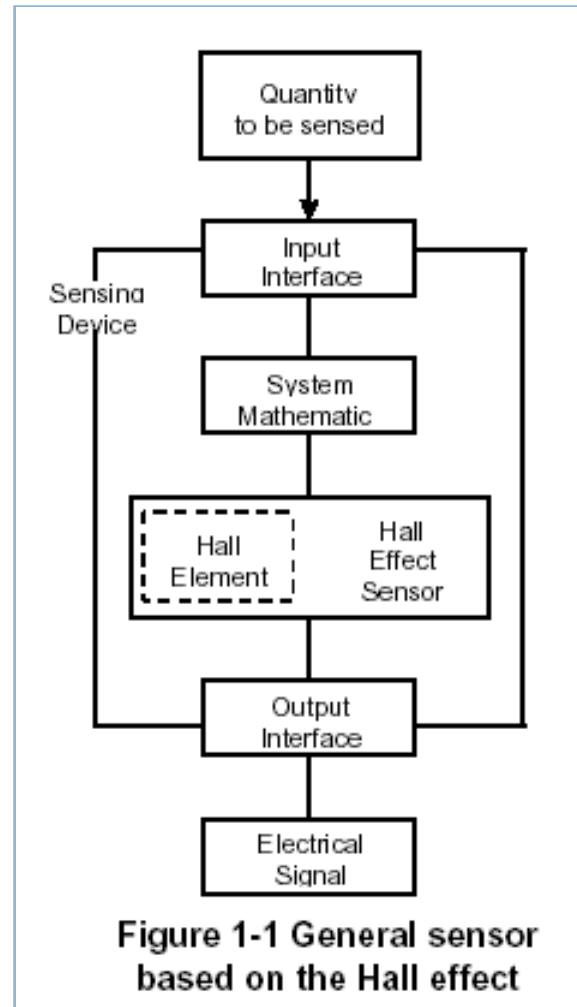 Quantity
to be sensed
Input
Interface
Sensing
Device
System
Mathematic
Hall
Element
Hall
Effect
Sensor
Output
Interface
Electrical
Signal
Figure 1-1 General sensor
based on the Hall effect